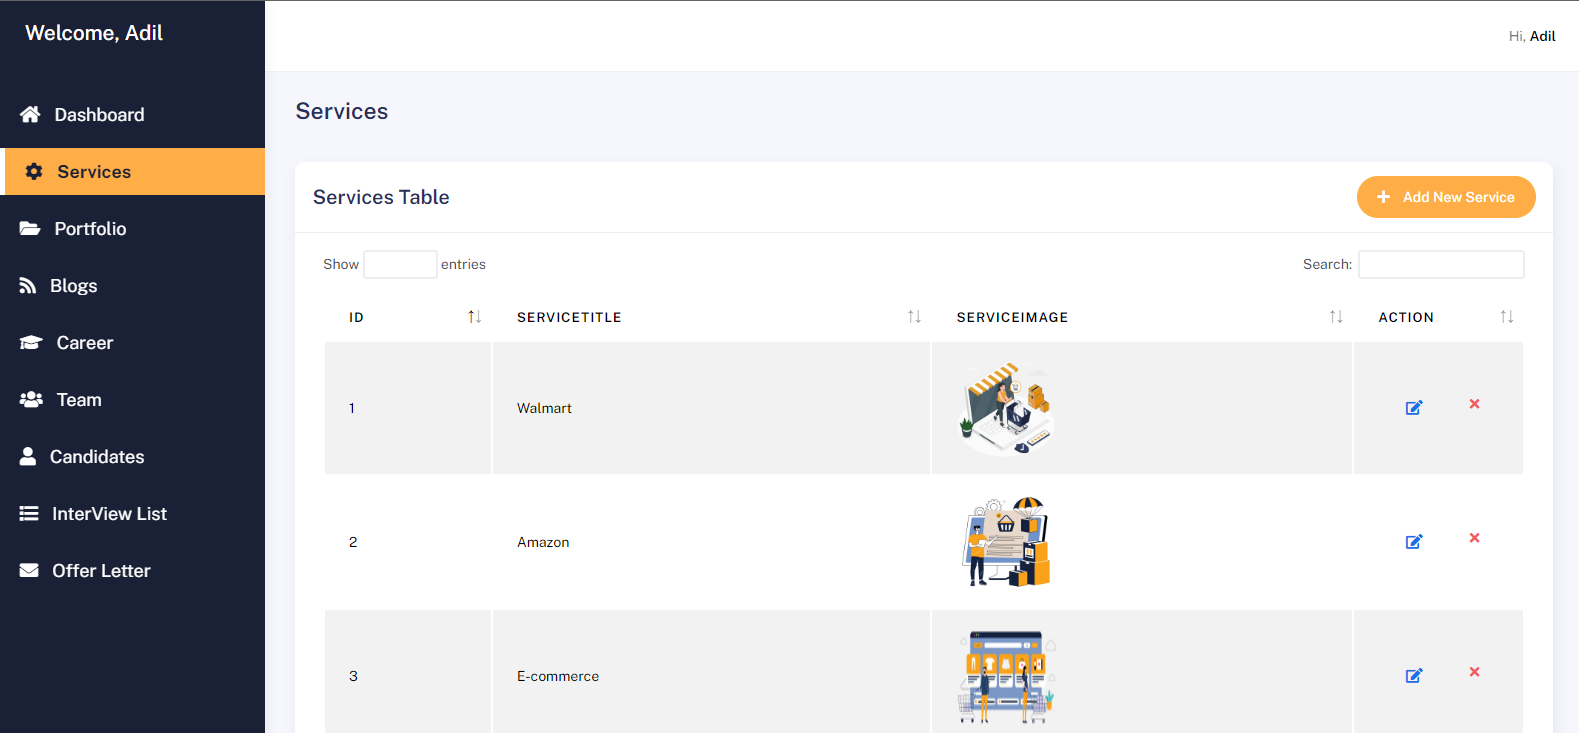 Welcome, Adil
Hi, Adil
Dashboard
Services
Portfolio
Blogs
Career
Team
Candidates
InterView List
Offer Letter
Services
Services Table
Add New Service
Show entries
Search:
ID SERVICETITLE SERVICEIMAGE ACTION
1 Walmart
2 Amazon
3 E-commerce